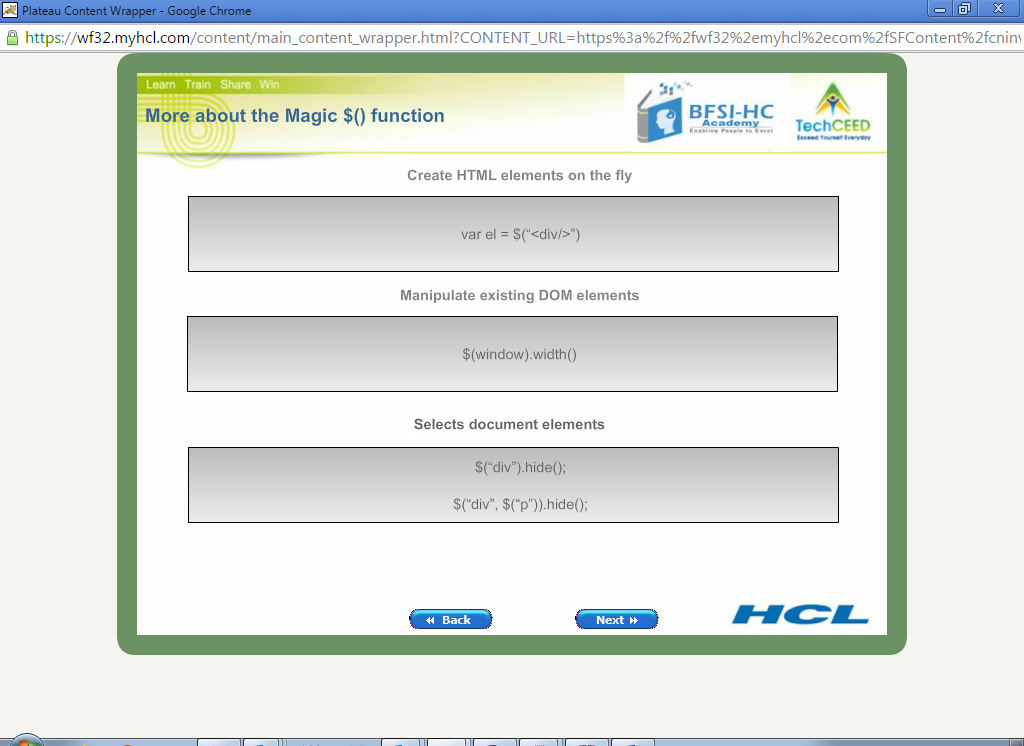 Plateau Content Wrapper - Google Chrome
https://wf32.myhcl.com/content/main_content_wrapper.html?CONTENT_URL=https%3a%2f%2fwf32%2emyhcl%2ecom%2fSFContent%2fcninv
Learn Train Share Win
More about the Magic $() function
BFSI-HC
Academy
Enabling People to Excel
TechCEED
Exceed Yourself Everyday
Create HTML elements on the fly
var el = $(“<div/>”)
Manipulate existing DOM elements
$(window).width()
Selects document elements
$(“div”).hide();
$(“div”, $(“p”)).hide();
Back
Next
HCL